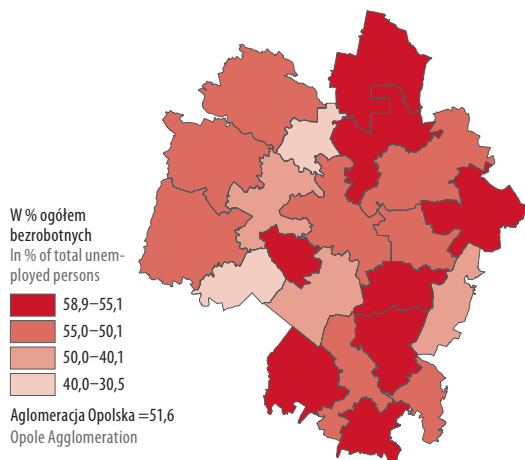 W % ogółem
bezrobotnych
In % of total unem-
ployed persons
58,9–55,1
55,0–50,1
50,0–40,1
40,0–30,5
Aglomeracja Opolska =51,6
Opole Agglomeration